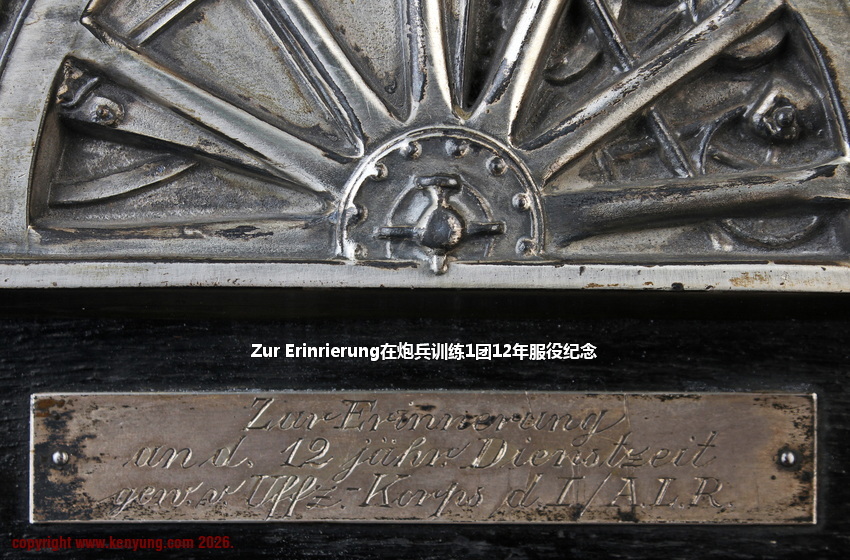 Zur Erinrierung在炮兵训练1团12年服役纪念
Zur Erinnerung
an d. 12 jähr. Dienstzeit
gew. v. Uffz.-Korps d. I/A.L.R.
copyright www.kenyung.com 2026.